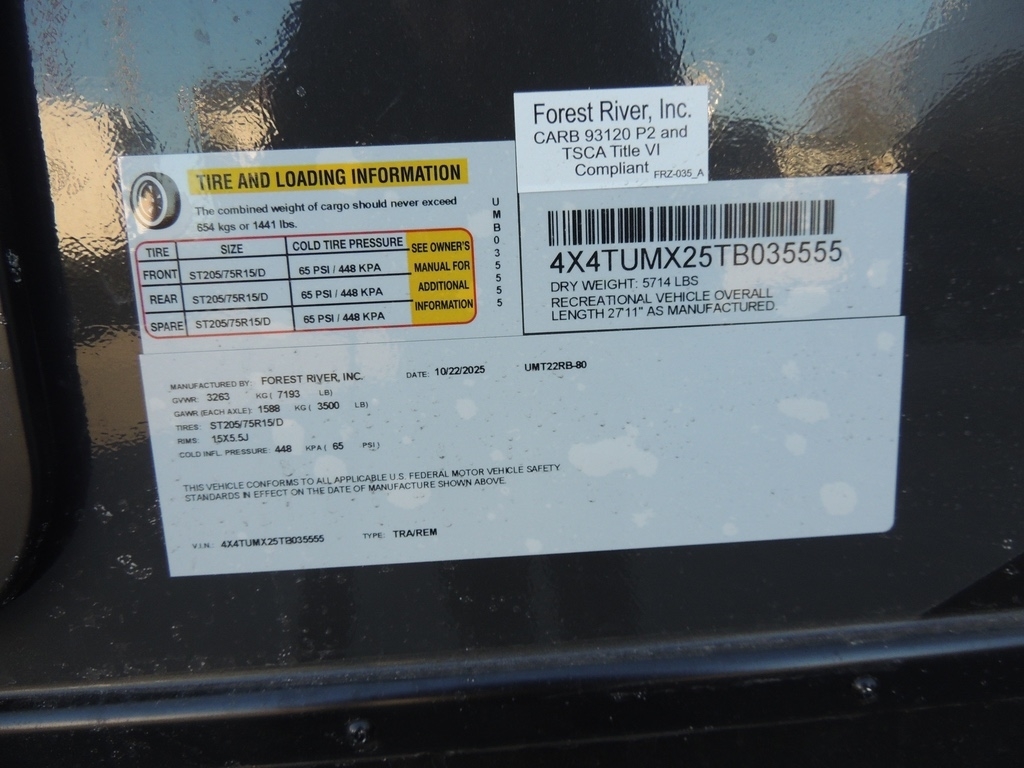 Forest River, Inc.
CARB 93120 P2 and
TSCA Title VI
Compliant FRZ-035_A
TIRE AND LOADING INFORMATION
The combined weight of cargo should never exceed
654 kgs or 1441 lbs.
TIRE SIZE COLD TIRE PRESSURE
FRONT ST205/75R15/D 65 PSI / 448 KPA
REAR ST205/75R15/D 65 PSI / 448 KPA
SPARE ST205/75R15/D 65 PSI / 448 KPA
SEE OWNER'S
MANUAL FOR
ADDITIONAL
INFORMATION
UMB035555
4X4TUMX25TB035555
DRY WEIGHT: 5714 LBS
RECREATIONAL VEHICLE OVERALL
LENGTH 27'11" AS MANUFACTURED.
MANUFACTURED BY: FOREST RIVER, INC. DATE: 10/22/2025 UMT22RB-80
GVWR: 3263 KG ( 7193 LB)
GAWR (EACH AXLE): 1588 KG ( 3500 LB)
TIRES: ST205/75R15/D
RIMS: 15X5.5J
COLD INFL. PRESSURE: 448 KPA ( 65 PSI)
THIS VEHICLE CONFORMS TO ALL APPLICABLE U.S. FEDERAL MOTOR VEHICLE SAFETY
STANDARDS IN EFFECT ON THE DATE OF MANUFACTURE SHOWN ABOVE.
V.I.N.: 4X4TUMX25TB035555 TYPE: TRA/REM